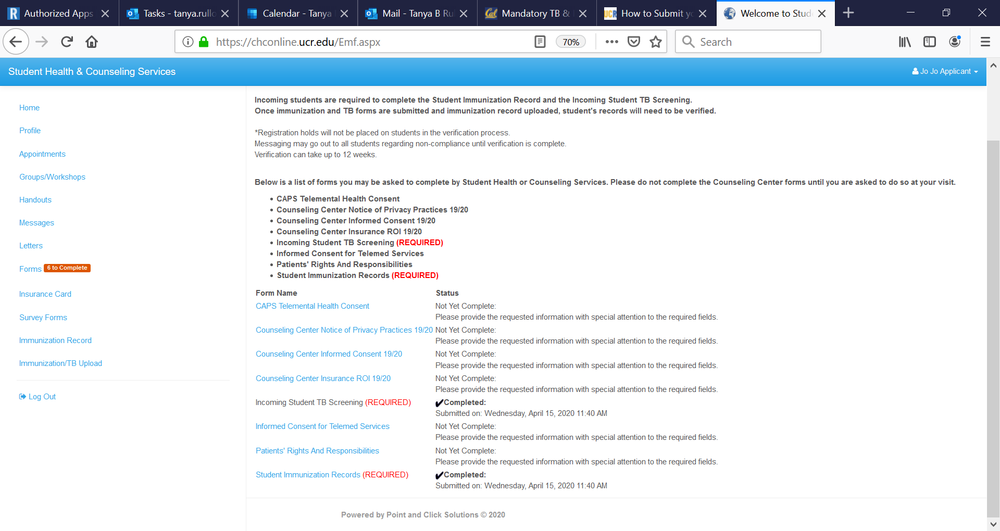 Authorized Apps
Tasks - tanya.rullo
Calendar - Tanya
Mail - Tanya B Ru
Cal
Mandatory TB &
UCR
How to Submit yo
Welcome to Stud
https://chconline.ucr.edu/Emf.aspx
70%
Search
Student Health & Counseling Services
Jo Jo Applicant
Home
Profile
Appointments
Groups/Workshops
Handouts
Messages
Letters
Forms 6 to Complete
Insurance Card
Survey Forms
Immunization Record
Immunization/TB Upload
Log Out
Incoming students are required to complete the Student Immunization Record and the Incoming Student TB Screening.
Once immunization and TB forms are submitted and immunization record uploaded, student's records will need to be verified.
*Registration holds will not be placed on students in the verification process.
Messaging may go out to all students regarding non-compliance until verification is complete.
Verification can take up to 12 weeks.
Below is a list of forms you may be asked to complete by Student Health or Counseling Services. Please do not complete the Counseling Center forms until you are asked to do so at your visit.
• CAPS Telemental Health Consent
• Counseling Center Notice of Privacy Practices 19/20
• Counseling Center Informed Consent 19/20
• Counseling Center Insurance ROI 19/20
• Incoming Student TB Screening (REQUIRED)
• Informed Consent for Telemed Services
• Patients' Rights And Responsibilities
• Student Immunization Records (REQUIRED)
Form Name Status
CAPS Telemental Health Consent Not Yet Complete:
Please provide the requested information with special attention to the required fields.
Counseling Center Notice of Privacy Practices 19/20 Not Yet Complete:
Please provide the requested information with special attention to the required fields.
Counseling Center Informed Consent 19/20 Not Yet Complete:
Please provide the requested information with special attention to the required fields.
Counseling Center Insurance ROI 19/20 Not Yet Complete:
Please provide the requested information with special attention to the required fields.
Incoming Student TB Screening (REQUIRED) ✔Completed:
Submitted on: Wednesday, April 15, 2020 11:40 AM
Informed Consent for Telemed Services Not Yet Complete:
Please provide the requested information with special attention to the required fields.
Patients' Rights And Responsibilities Not Yet Complete:
Please provide the requested information with special attention to the required fields.
Student Immunization Records (REQUIRED) ✔Completed:
Submitted on: Wednesday, April 15, 2020 11:40 AM
Powered by Point and Click Solutions © 2020